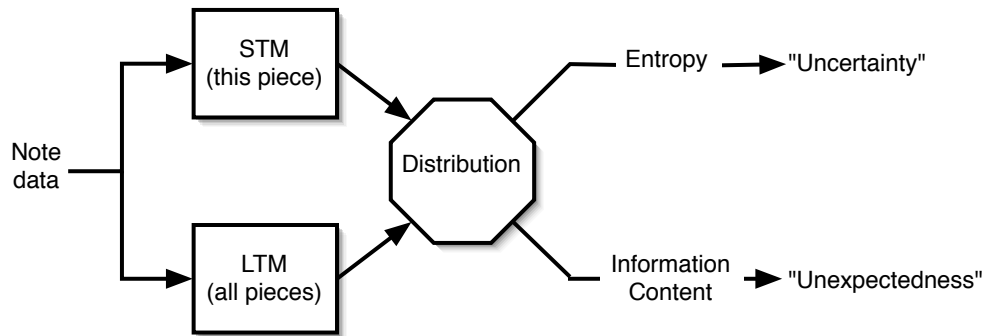 Note
data
STM
(this piece)
LTM
(all pieces)
Distribution
Entropy
"Uncertainty"
Information
Content
"Unexpectedness"